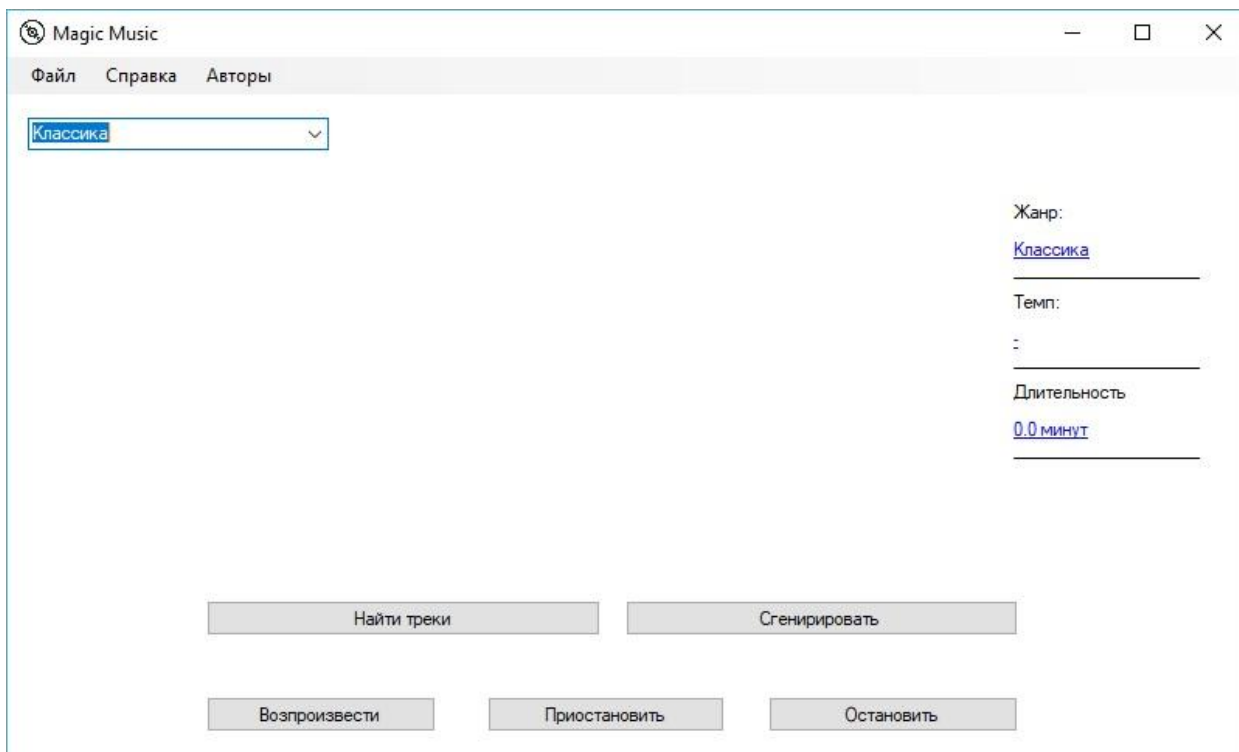 Magic Music
Файл Справка Авторы
Классика
Жанр:
Классика
Темп:
-
Длительность
0.0 минут
Найти треки Сгенирировать
Возпроизвести Приостановить Остановить